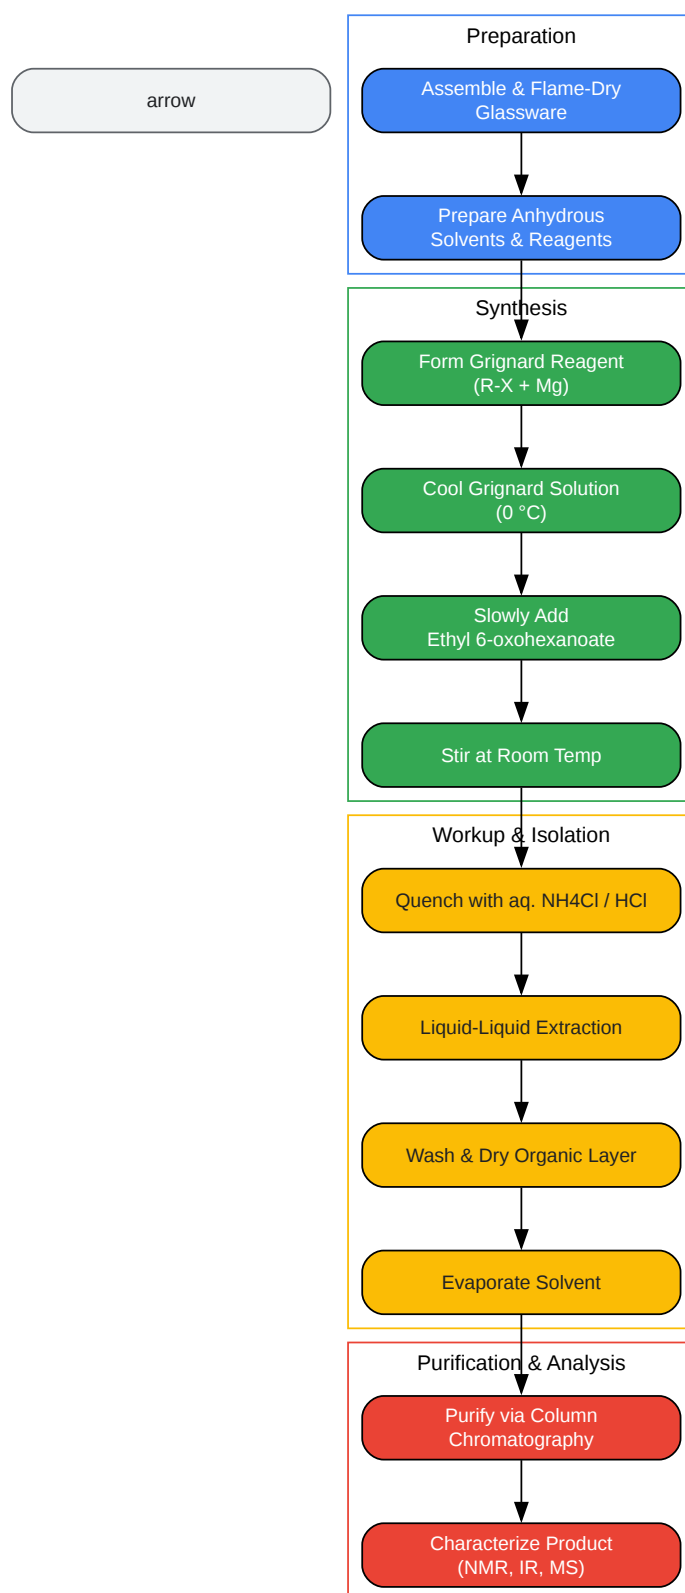 Preparation
arrow
Assemble & Flame-Dry
Glassware
Prepare Anhydrous
Solvents & Reagents
Synthesis
Form Grignard Reagent
(R-X + Mg)
Cool Grignard Solution
(0 °C)
Slowly Add
Ethyl 6-oxohexanoate
Stir at Room Temp
Workup & Isolation
Quench with aq. NH4Cl / HCl
Liquid-Liquid Extraction
Wash & Dry Organic Layer
Evaporate Solvent
Purification & Analysis
Purify via Column
Chromatography
Characterize Product
(NMR, IR, MS)